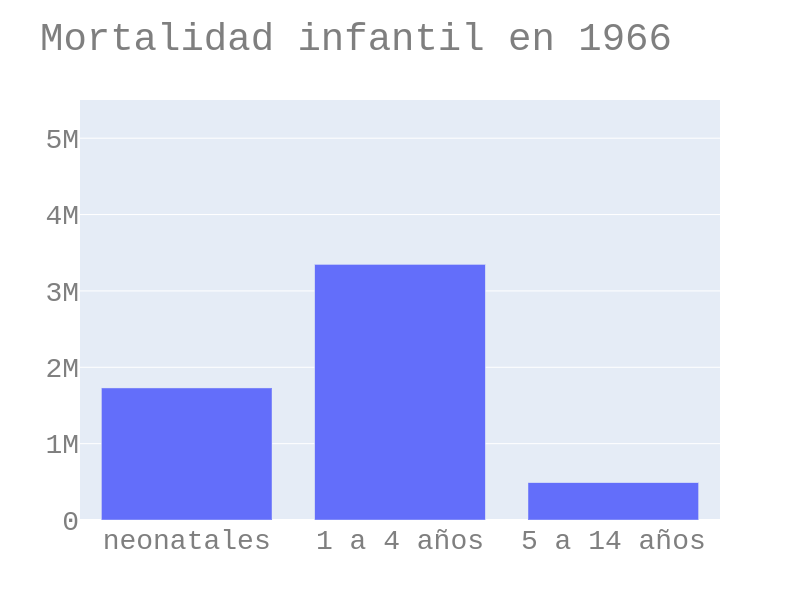 Mortalidad infantil en 1966
5M
4M
3M
2M
1M
0
neonatales 1 a 4 años 5 a 14 años